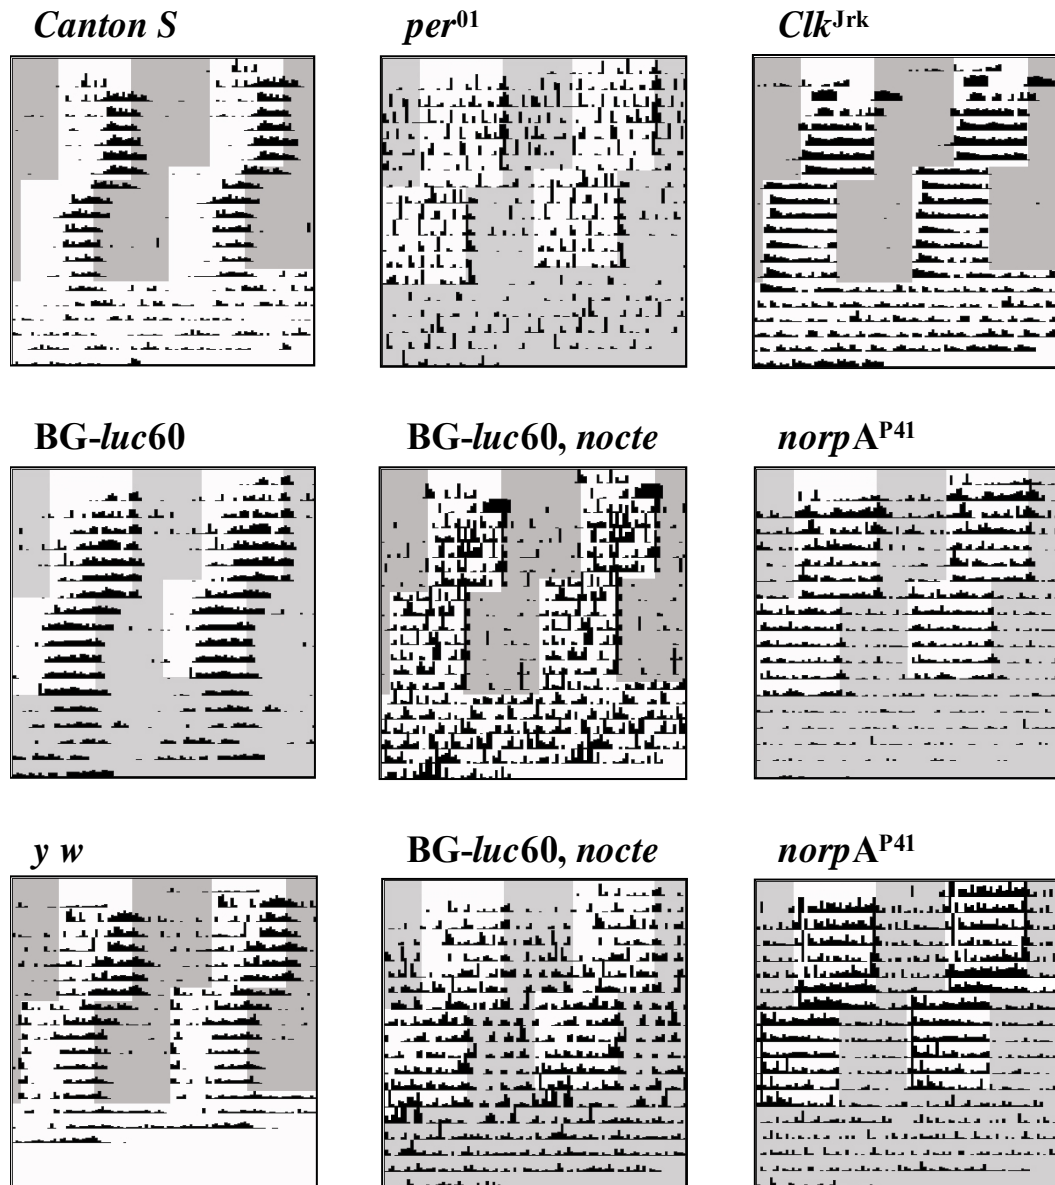 Canton S
per01
ClkJrk
BG-luc60
BG-luc60, nocte
norpAP41
y w
BG-luc60, nocte
norpAP41